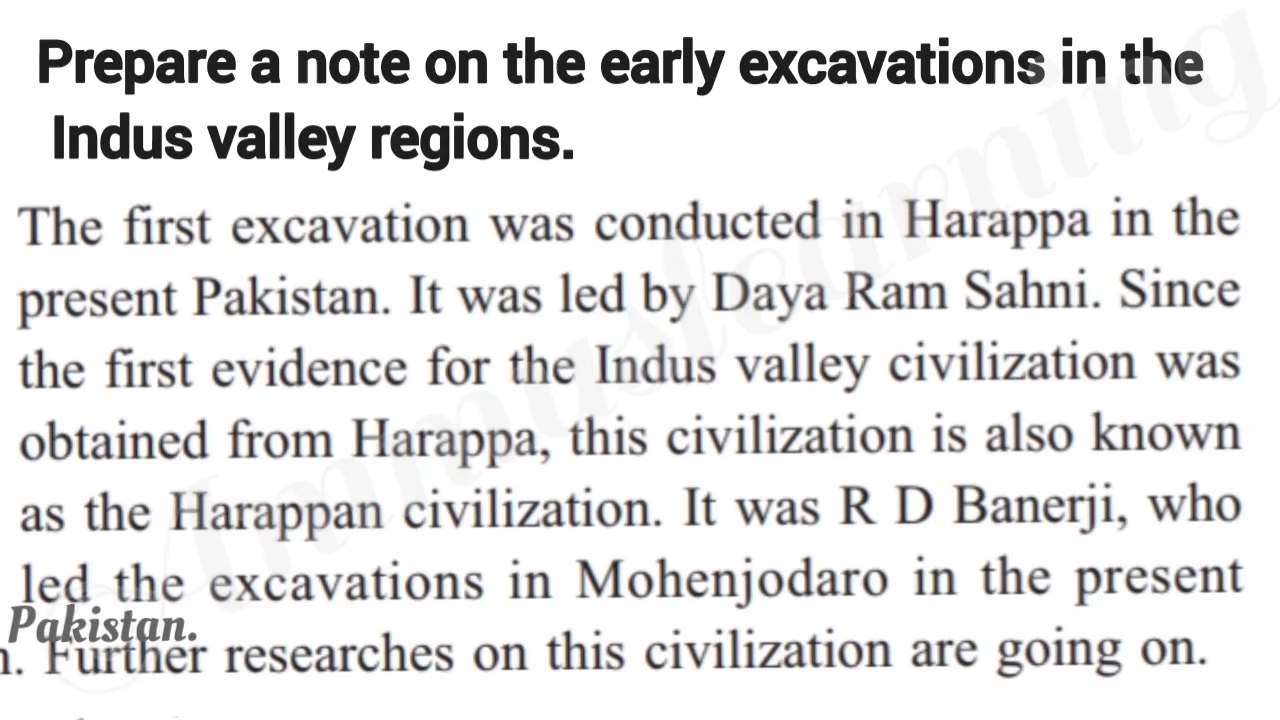 Prepare a note on the early excavations in the
Indus valley regions.
The first excavation was conducted in Harappa in the
present Pakistan. It was led by Daya Ram Sahni. Since
the first evidence for the Indus valley civilization was
obtained from Harappa, this civilization is also known
as the Harappan civilization. It was R D Banerji, who
led the excavations in Mohenjodaro in the present
Pakistan.
n. Further researches on this civilization are going on.
Ammuslearning